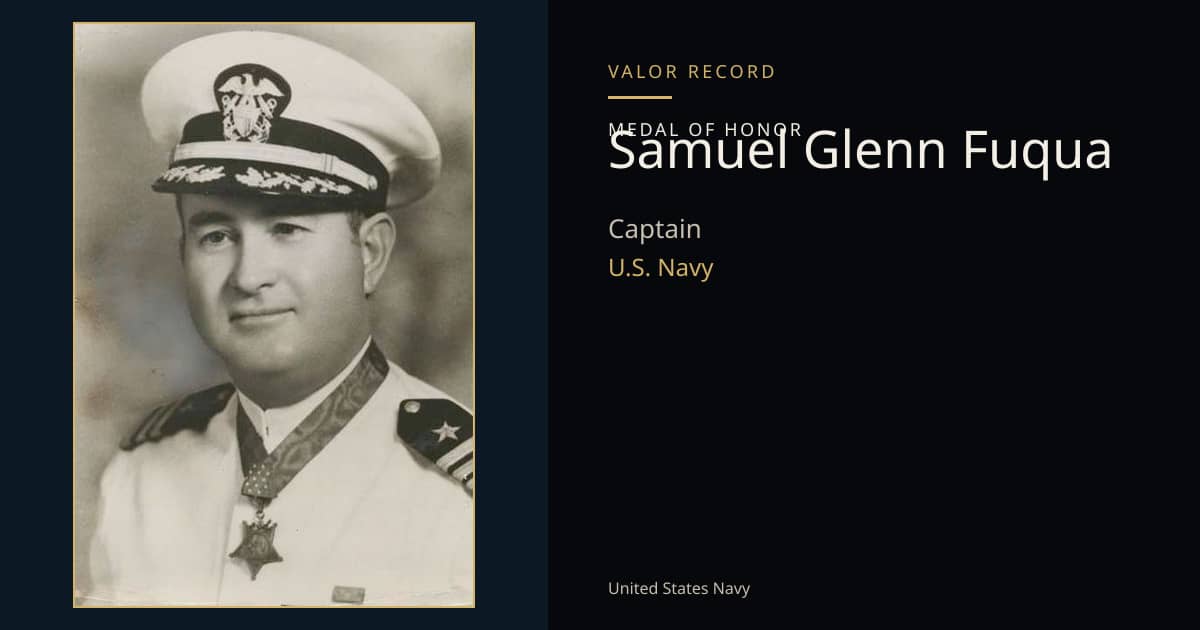 VALOR RECORD
MEDAL OF HONOR
Samuel Glenn Fuqua
Captain
U.S. Navy
United States Navy